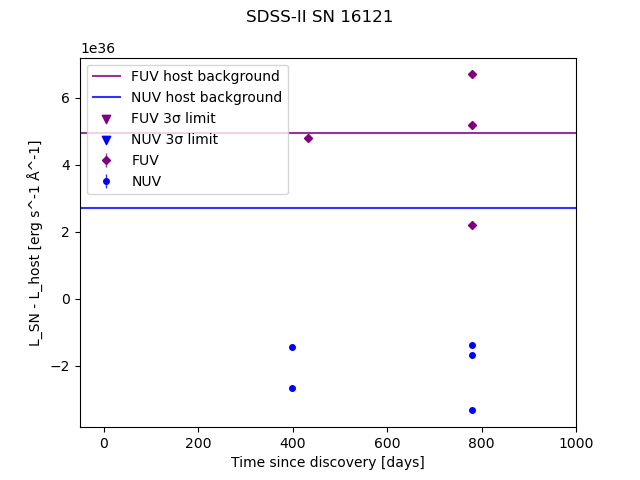 SDSS-II SN 16121
1e36
FUV host background
NUV host background
FUV 3σ limit
NUV 3σ limit
FUV
NUV
6
4
2
0
−2
L_SN - L_host [erg s^-1 Å^-1]
0 200 400 600 800 1000
Time since discovery [days]